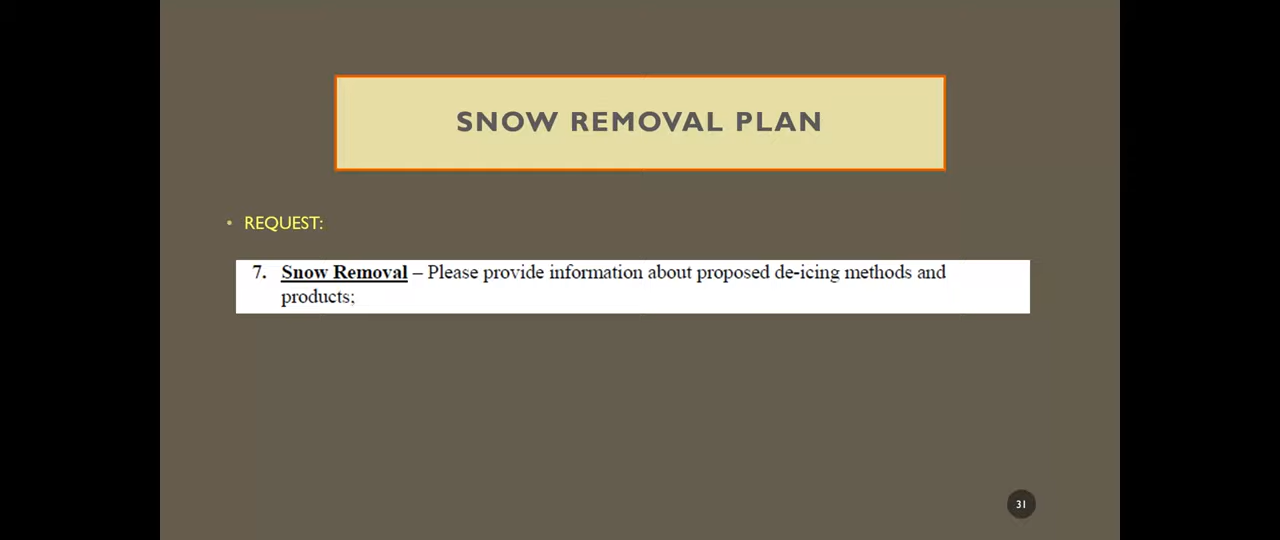 SNOW REMOVAL PLAN
• REQUEST:
7. Snow Removal – Please provide information about proposed de-icing methods and
products;
31